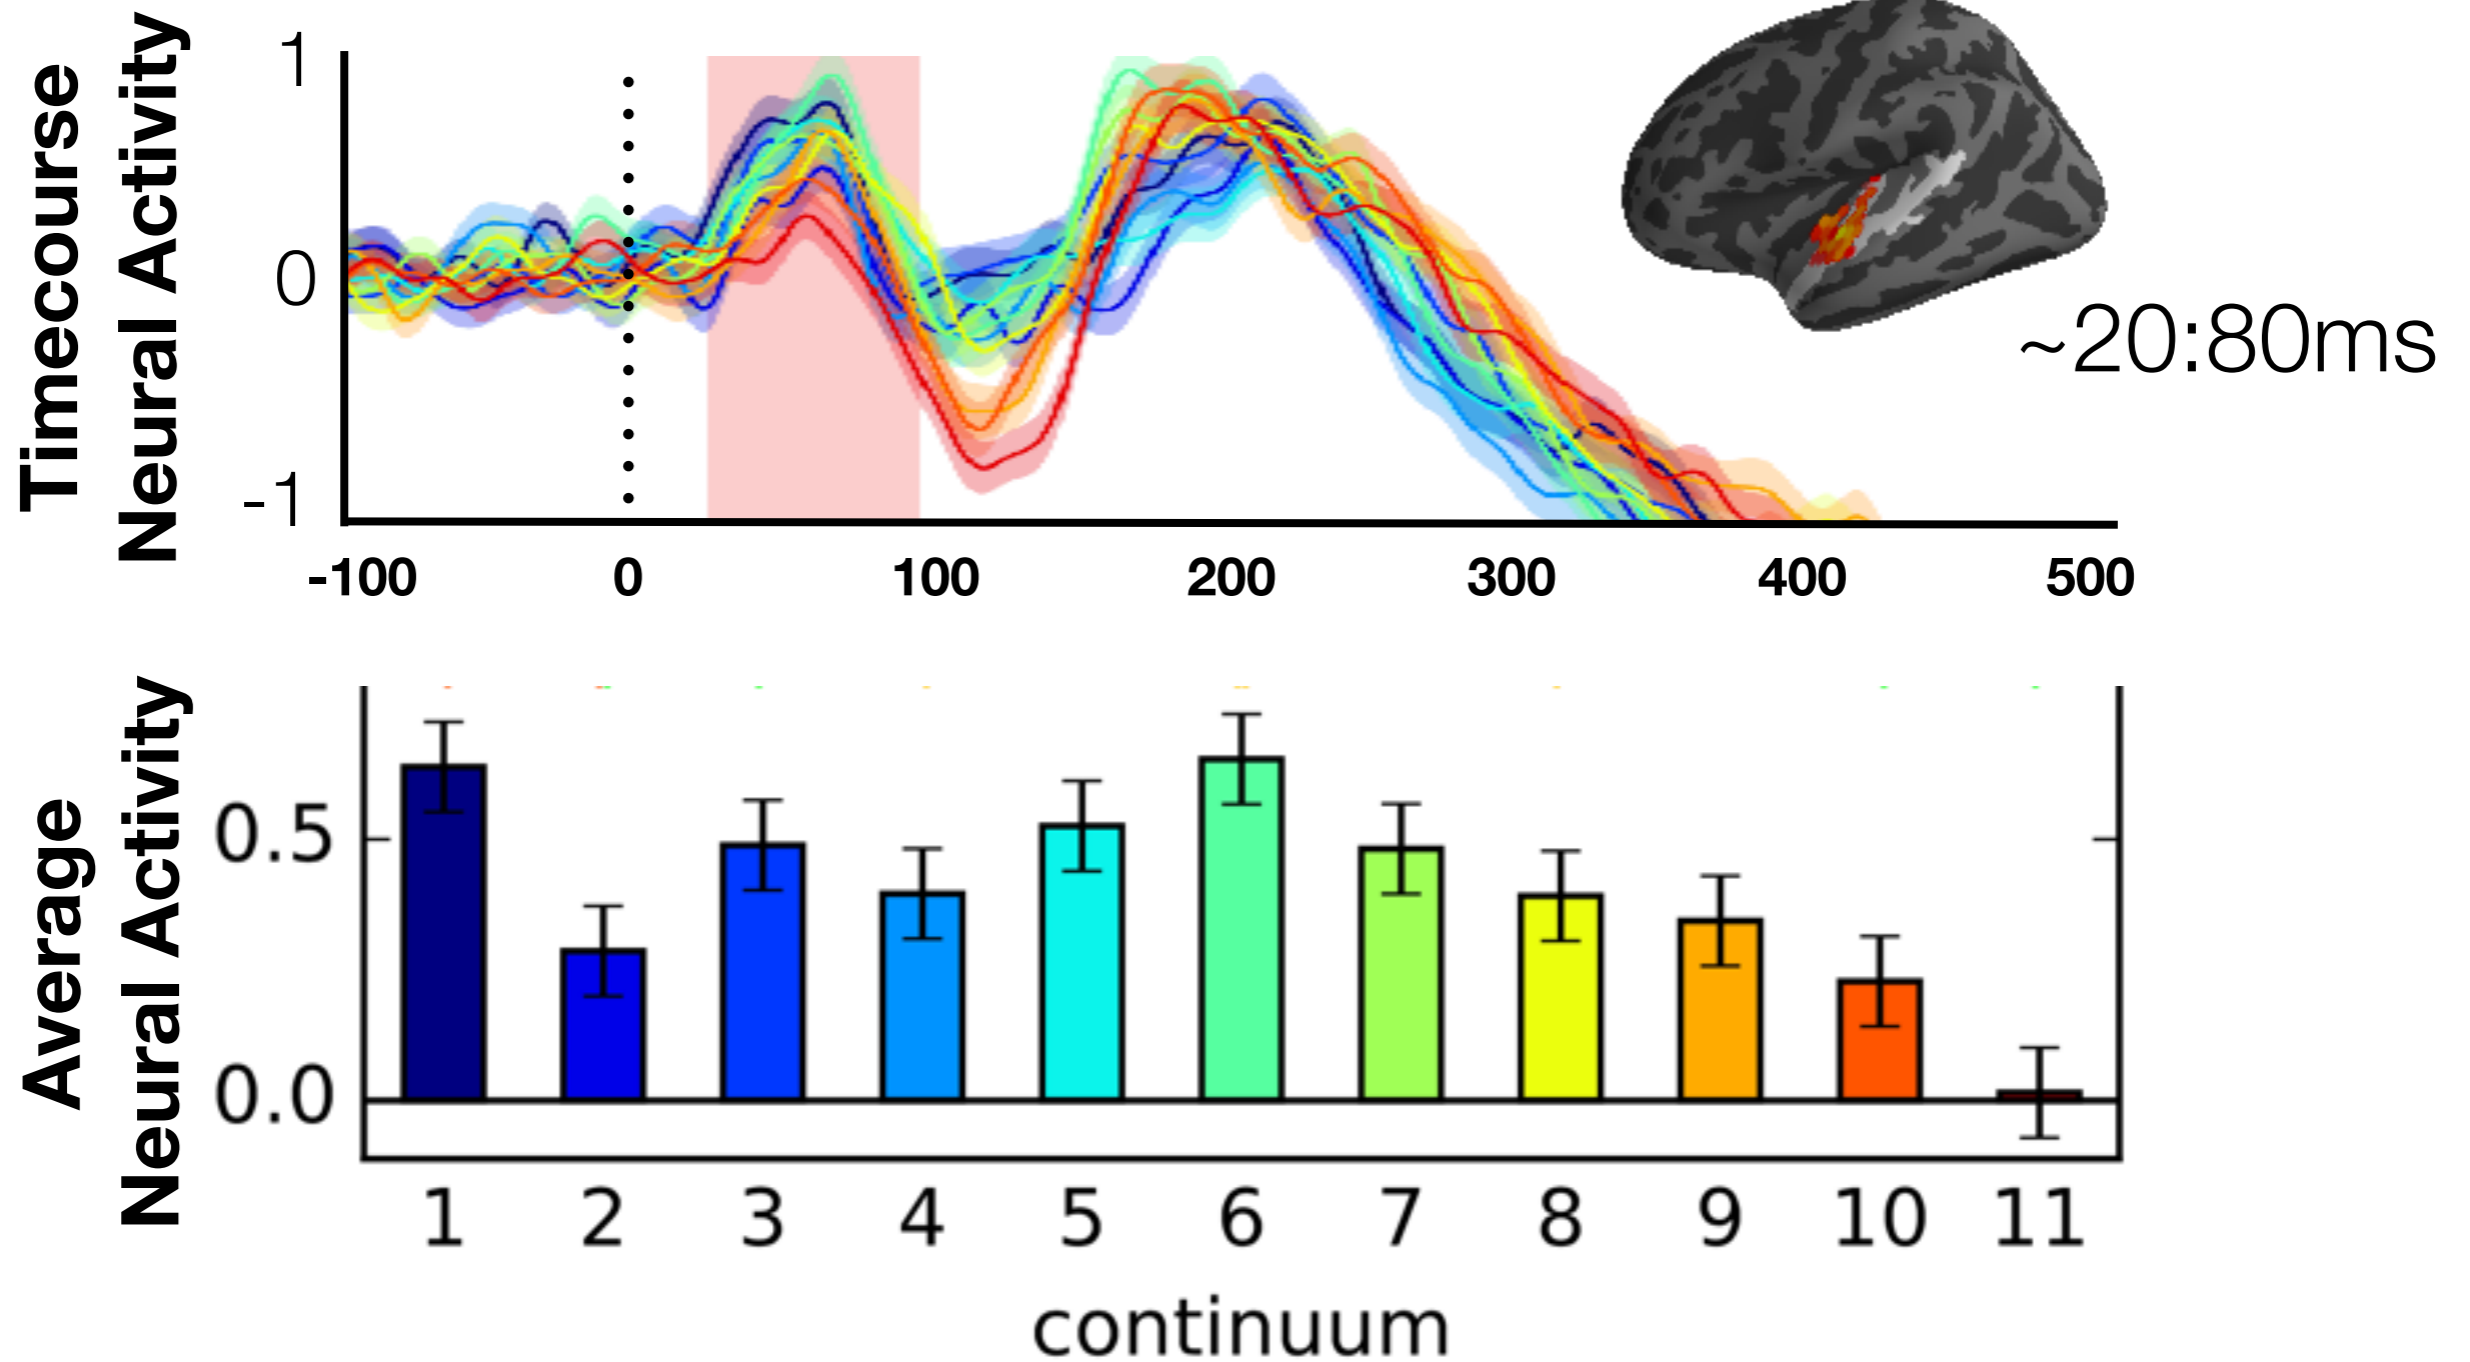 Timecourse
Neural Activity
1
0
-1
-100 0 100 200 300 400 500
~20:80ms
Average
Neural Activity
0.5
0.0
1 2 3 4 5 6 7 8 9 10 11
continuum